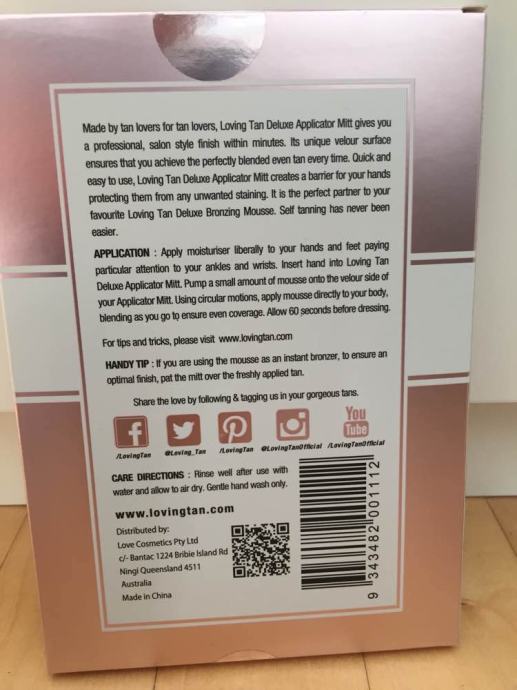 Made by tan lovers for tan lovers, Loving Tan Deluxe Applicator Mitt gives you
a professional, salon style finish within minutes. Its unique velour surface
ensures that you achieve the perfectly blended even tan every time. Quick and
easy to use, Loving Tan Deluxe Applicator Mitt creates a barrier for your hands
protecting them from any unwanted staining. It is the perfect partner to your
favourite Loving Tan Deluxe Bronzing Mousse. Self tanning has never been
easier.
APPLICATION : Apply moisturiser liberally to your hands and feet paying
particular attention to your ankles and wrists. Insert hand into Loving Tan
Deluxe Applicator Mitt. Pump a small amount of mousse onto the velour side of
your Applicator Mitt. Using circular motions, apply mousse directly to your body,
blending as you go to ensure even coverage. Allow 60 seconds before dressing.
For tips and tricks, please visit www.lovingtan.com
HANDY TIP : If you are using the mousse as an instant bronzer, to ensure an
optimal finish, pat the mitt over the freshly applied tan.
Share the love by following & tagging us in your gorgeous tans.
You
Tube
/LovingTan @Loving_Tan /LovingTan @LovingTanOfficial /LovingTanOfficial
CARE DIRECTIONS : Rinse well after use with
water and allow to air dry. Gentle hand wash only.
www.lovingtan.com
Distributed by:
Love Cosmetics Pty Ltd
c/- Bantac 1224 Bribie Island Rd
Ningi Queensland 4511
Australia
Made in China
9 343482 001112